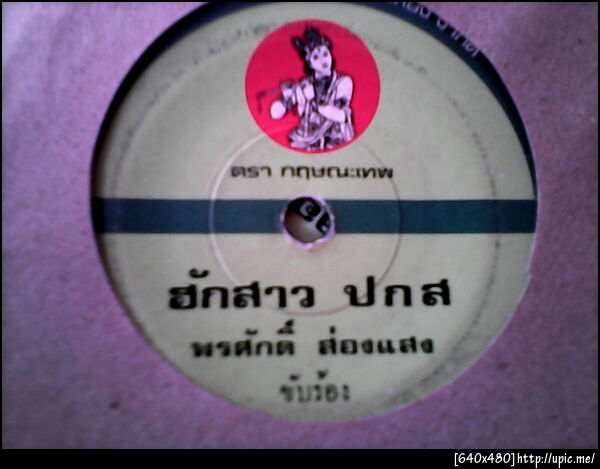 ตรา กฤษณะเทพ
ฮักสาว ปกส
พรศักดิ์ ส่องแสง
ขับร้อง
[640x480]http://upic.me/